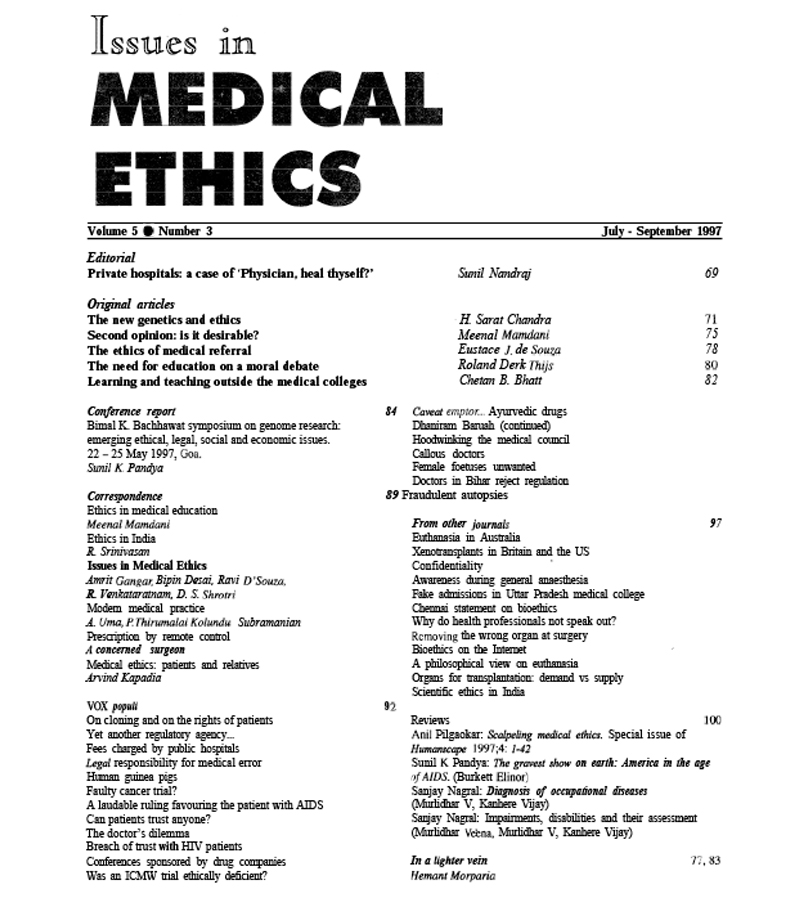 Issues in
MEDICAL
ETHICS
Volume 5 ● Number 3 July - September 1997
Editorial
Private hospitals: a case of 'Physician, heal thyself?' Sunil Nandraj 69
Original articles
The new genetics and ethics H. Sarat Chandra 71
Second opinion: is it desirable? Meenal Mamdani 75
The ethics of medical referral Eustace J. de Souza 78
The need for education on a moral debate Roland Derk Thijs 80
Learning and teaching outside the medical colleges Chetan B. Bhatt 82
Conference report 84
Bimal K. Bachhawat symposium on genome research:
emerging ethical, legal, social and economic issues.
22 – 25 May 1997, Goa.
Sunil K. Pandya
Correspondence 89
Ethics in medical education
Meenal Mamdani
Ethics in India
R. Srinivasan
Issues in Medical Ethics
Amrit Gangar, Bipin Desai, Ravi D'Souza,
R. Venkataratnam, D. S. Shrotri
Modern medical practice
A. Uma, P. Thirumalai Kolundu Subramanian
Prescription by remote control
A concerned surgeon
Medical ethics: patients and relatives
Arvind Kapadia
VOX populi 92
On cloning and on the rights of patients
Yet another regulatory agency...
Fees charged by public hospitals
Legal responsibility for medical error
Human guinea pigs
Faulty cancer trial?
A laudable ruling favouring the patient with AIDS
Can patients trust anyone?
The doctor's dilemma
Breach of trust with HIV patients
Conferences sponsored by drug companies
Was an ICMW trial ethically deficient?
Caveat emptor... Ayurvedic drugs
Dhaniram Baruah (continued)
Hoodwinking the medical council
Callous doctors
Female foetuses unwanted
Doctors in Bihar reject regulation
Fraudulent autopsies
From other journals 97
Euthanasia in Australia
Xenotransplants in Britain and the US
Confidentiality
Awareness during general anaesthesia
Fake admissions in Uttar Pradesh medical college
Chennai statement on bioethics
Why do health professionals not speak out?
Removing the wrong organ at surgery
Bioethics on the Internet
A philosophical view on euthanasia
Organs for transplantation: demand vs supply
Scientific ethics in India
Reviews 100
Anil Pilgaokar: Scalpeling medical ethics. Special issue of
Humanscape 1997;4: 1-42
Sunil K Pandya: The gravest show on earth: America in the age
of AIDS. (Burkett Elinor)
Sanjay Nagral: Diagnosis of occupational diseases
(Murlidhar V, Kanhere Vijay)
Sanjay Nagral: Impairments, disabilities and their assessment
(Murlidhar Veena, Murlidhar V, Kanhere Vijay)
In a lighter vein 77, 83
Hemant Morparia